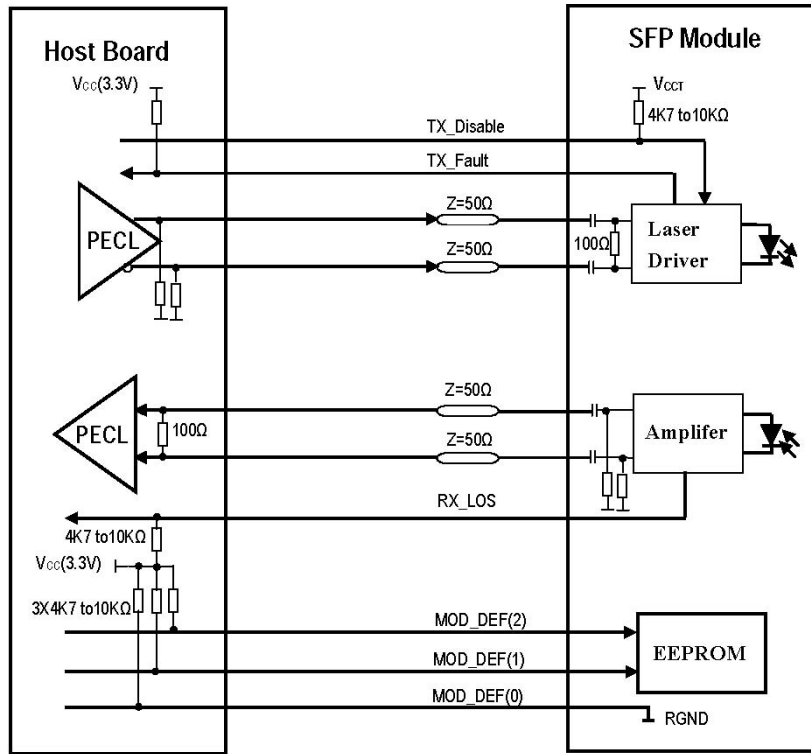 Host Board
SFP Module
VCC(3.3V)
VCCT
4K7 to10KΩ
TX_Disable
TX_Fault
PECL
Z=50Ω
Z=50Ω
100Ω
Laser
Driver
PECL
100Ω
Z=50Ω
Z=50Ω
Amplifer
RX_LOS
4K7 to10KΩ
VCC(3.3V)
3X4K7 to10KΩ
MOD_DEF(2)
MOD_DEF(1)
MOD_DEF(0)
EEPROM
RGND